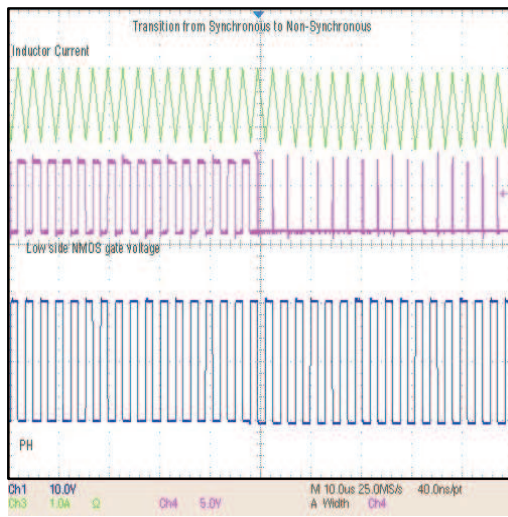 Transition from Synchronous to Non-Synchronous
Inductor Current
Low side NMOS gate voltage
PH
Ch1 10.0V M 10.0us 25.0MS/s 40.0ns/pt
Ch3 1.0A Ω Ch4 5.0V A Width Ch4